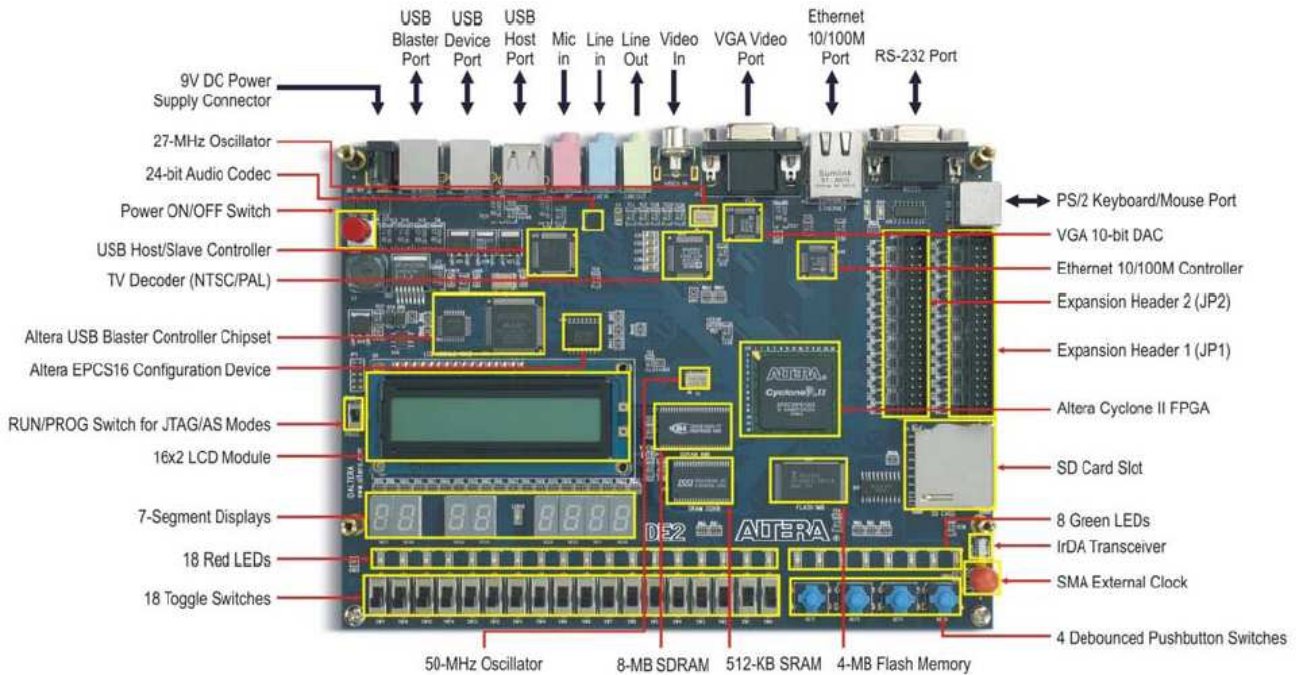 USB
Blaster
Port
USB
Device
Port
USB
Host
Port
Mic
in
Line
in
Line
Out
Video
In
VGA Video
Port
Ethernet
10/100M
Port
RS-232 Port
9V DC Power
Supply Connector
27-MHz Oscillator
24-bit Audio Codec
Power ON/OFF Switch
USB Host/Slave Controller
TV Decoder (NTSC/PAL)
Altera USB Blaster Controller Chipset
Altera EPCS16 Configuration Device
RUN/PROG Switch for JTAG/AS Modes
16x2 LCD Module
7-Segment Displays
18 Red LEDs
18 Toggle Switches
PS/2 Keyboard/Mouse Port
VGA 10-bit DAC
Ethernet 10/100M Controller
Expansion Header 2 (JP2)
Expansion Header 1 (JP1)
Altera Cyclone II FPGA
SD Card Slot
8 Green LEDs
IrDA Transceiver
SMA External Clock
4 Debounced Pushbutton Switches
50-MHz Oscillator
8-MB SDRAM
512-KB SRAM
4-MB Flash Memory
ALTERA
Cyclone II
©ALTERA
DE2
ALTERA